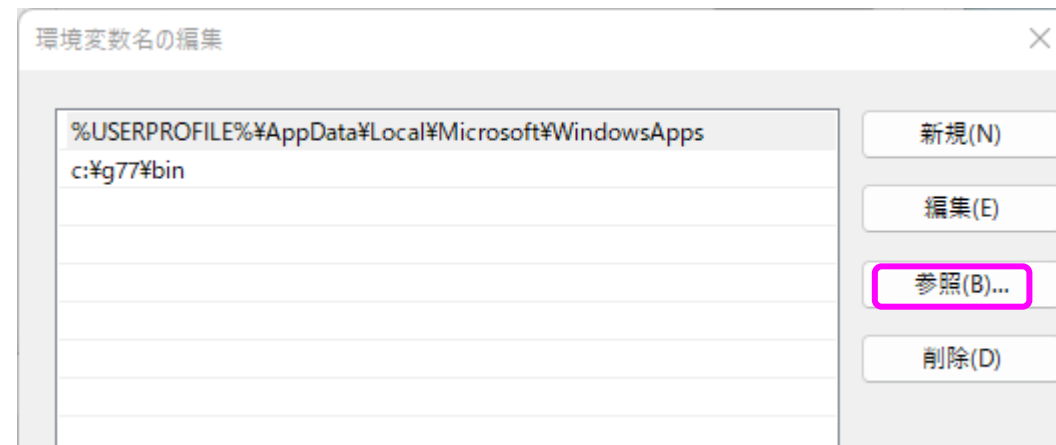 環境変数名の編集
%USERPROFILE%¥AppData¥Local¥Microsoft¥WindowsApps
c:¥g77¥bin
新規(N)
編集(E)
参照(B)...
削除(D)